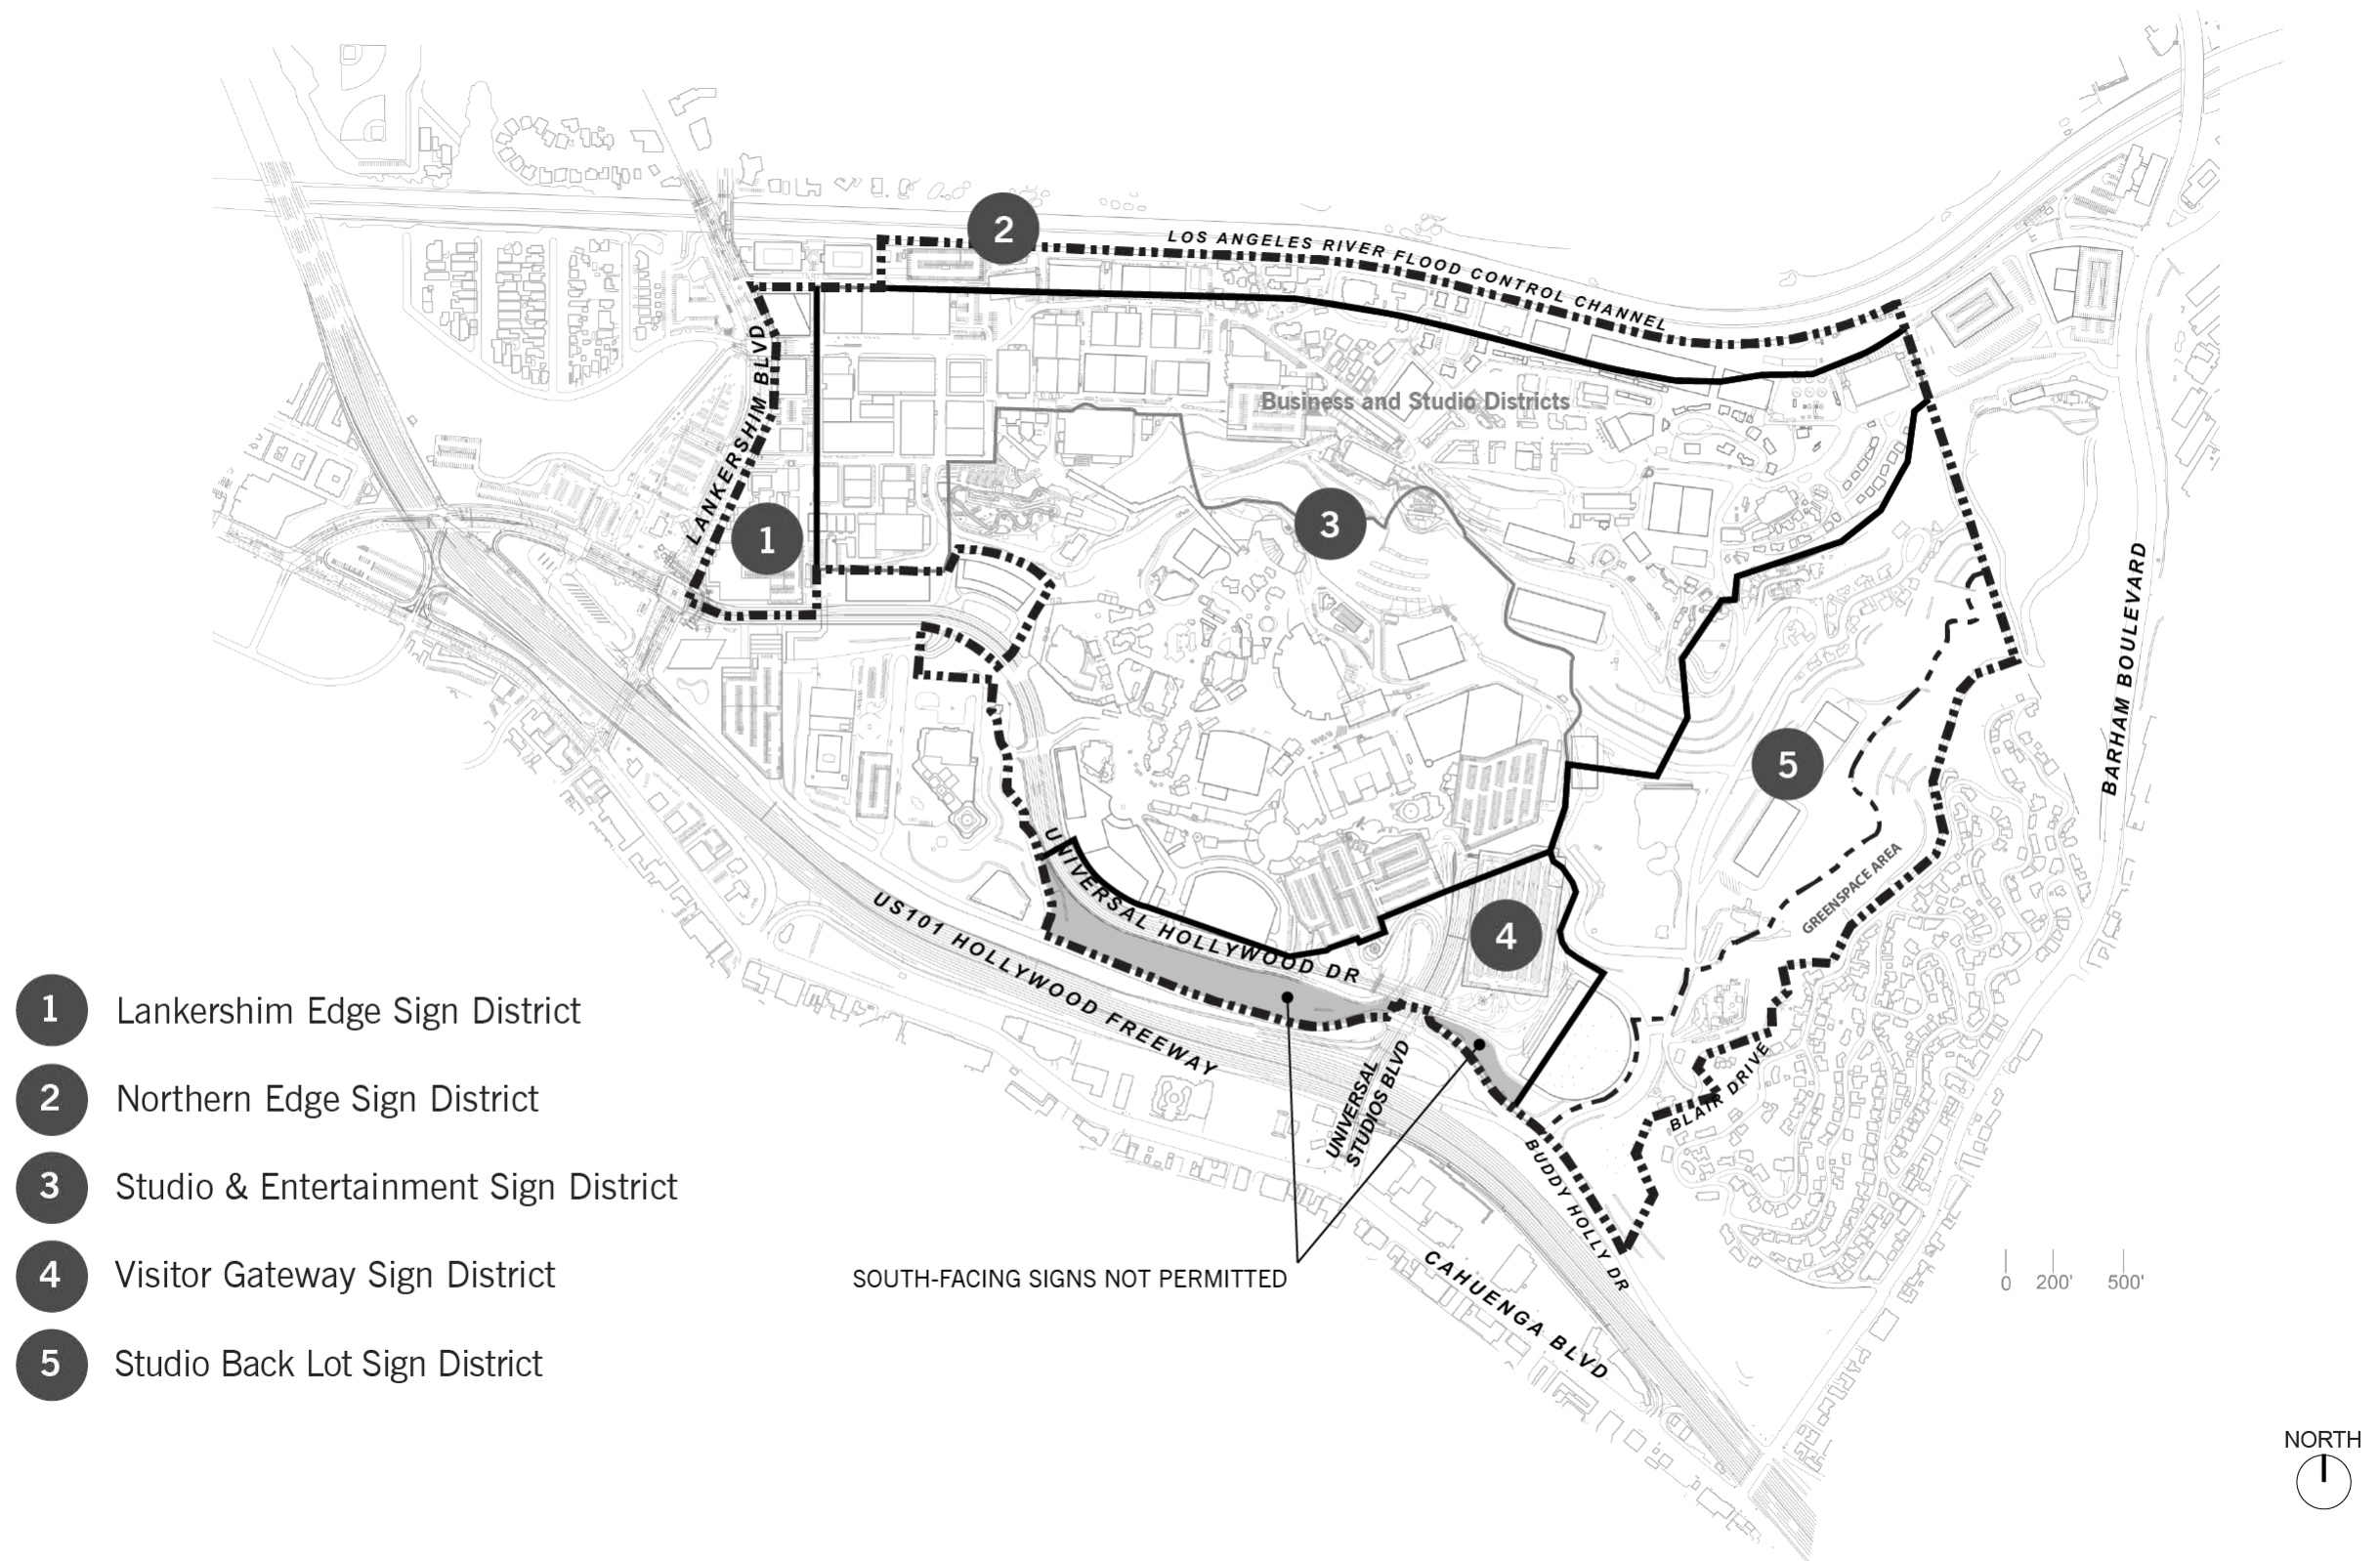 2
LOS ANGELES RIVER FLOOD CONTROL CHANNEL
LANKERSHIM BLVD
Business and Studio Districts
3
1
BARHAM BOULEVARD
5
UNIVERSAL HOLLYWOOD DR
GREENSPACE AREA
4
US101 HOLLYWOOD FREEWAY
UNIVERSAL
STUDIOS BLVD
BLAIR DRIVE
BUDDY HOLLY DR
CAHUENGA BLVD
SOUTH-FACING SIGNS NOT PERMITTED
1 Lankershim Edge Sign District
2 Northern Edge Sign District
3 Studio & Entertainment Sign District
4 Visitor Gateway Sign District
5 Studio Back Lot Sign District
0 200' 500'
NORTH